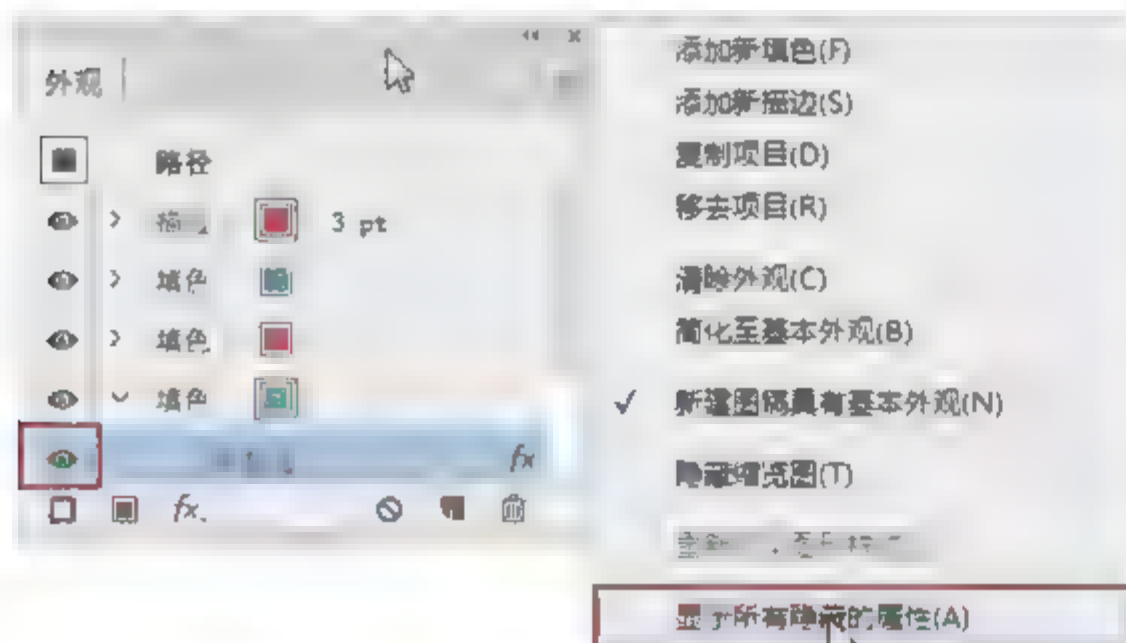 外观
路径
3 pt
填色
填色
填色
fx
fx.
添加新填色(F)
添加新描边(S)
复制项目(D)
移去项目(R)
清除外观(C)
简化至基本外观(B)
✓ 新建图稿具有基本外观(N)
隐藏缩览图(T)
显示所有隐藏的属性(A)